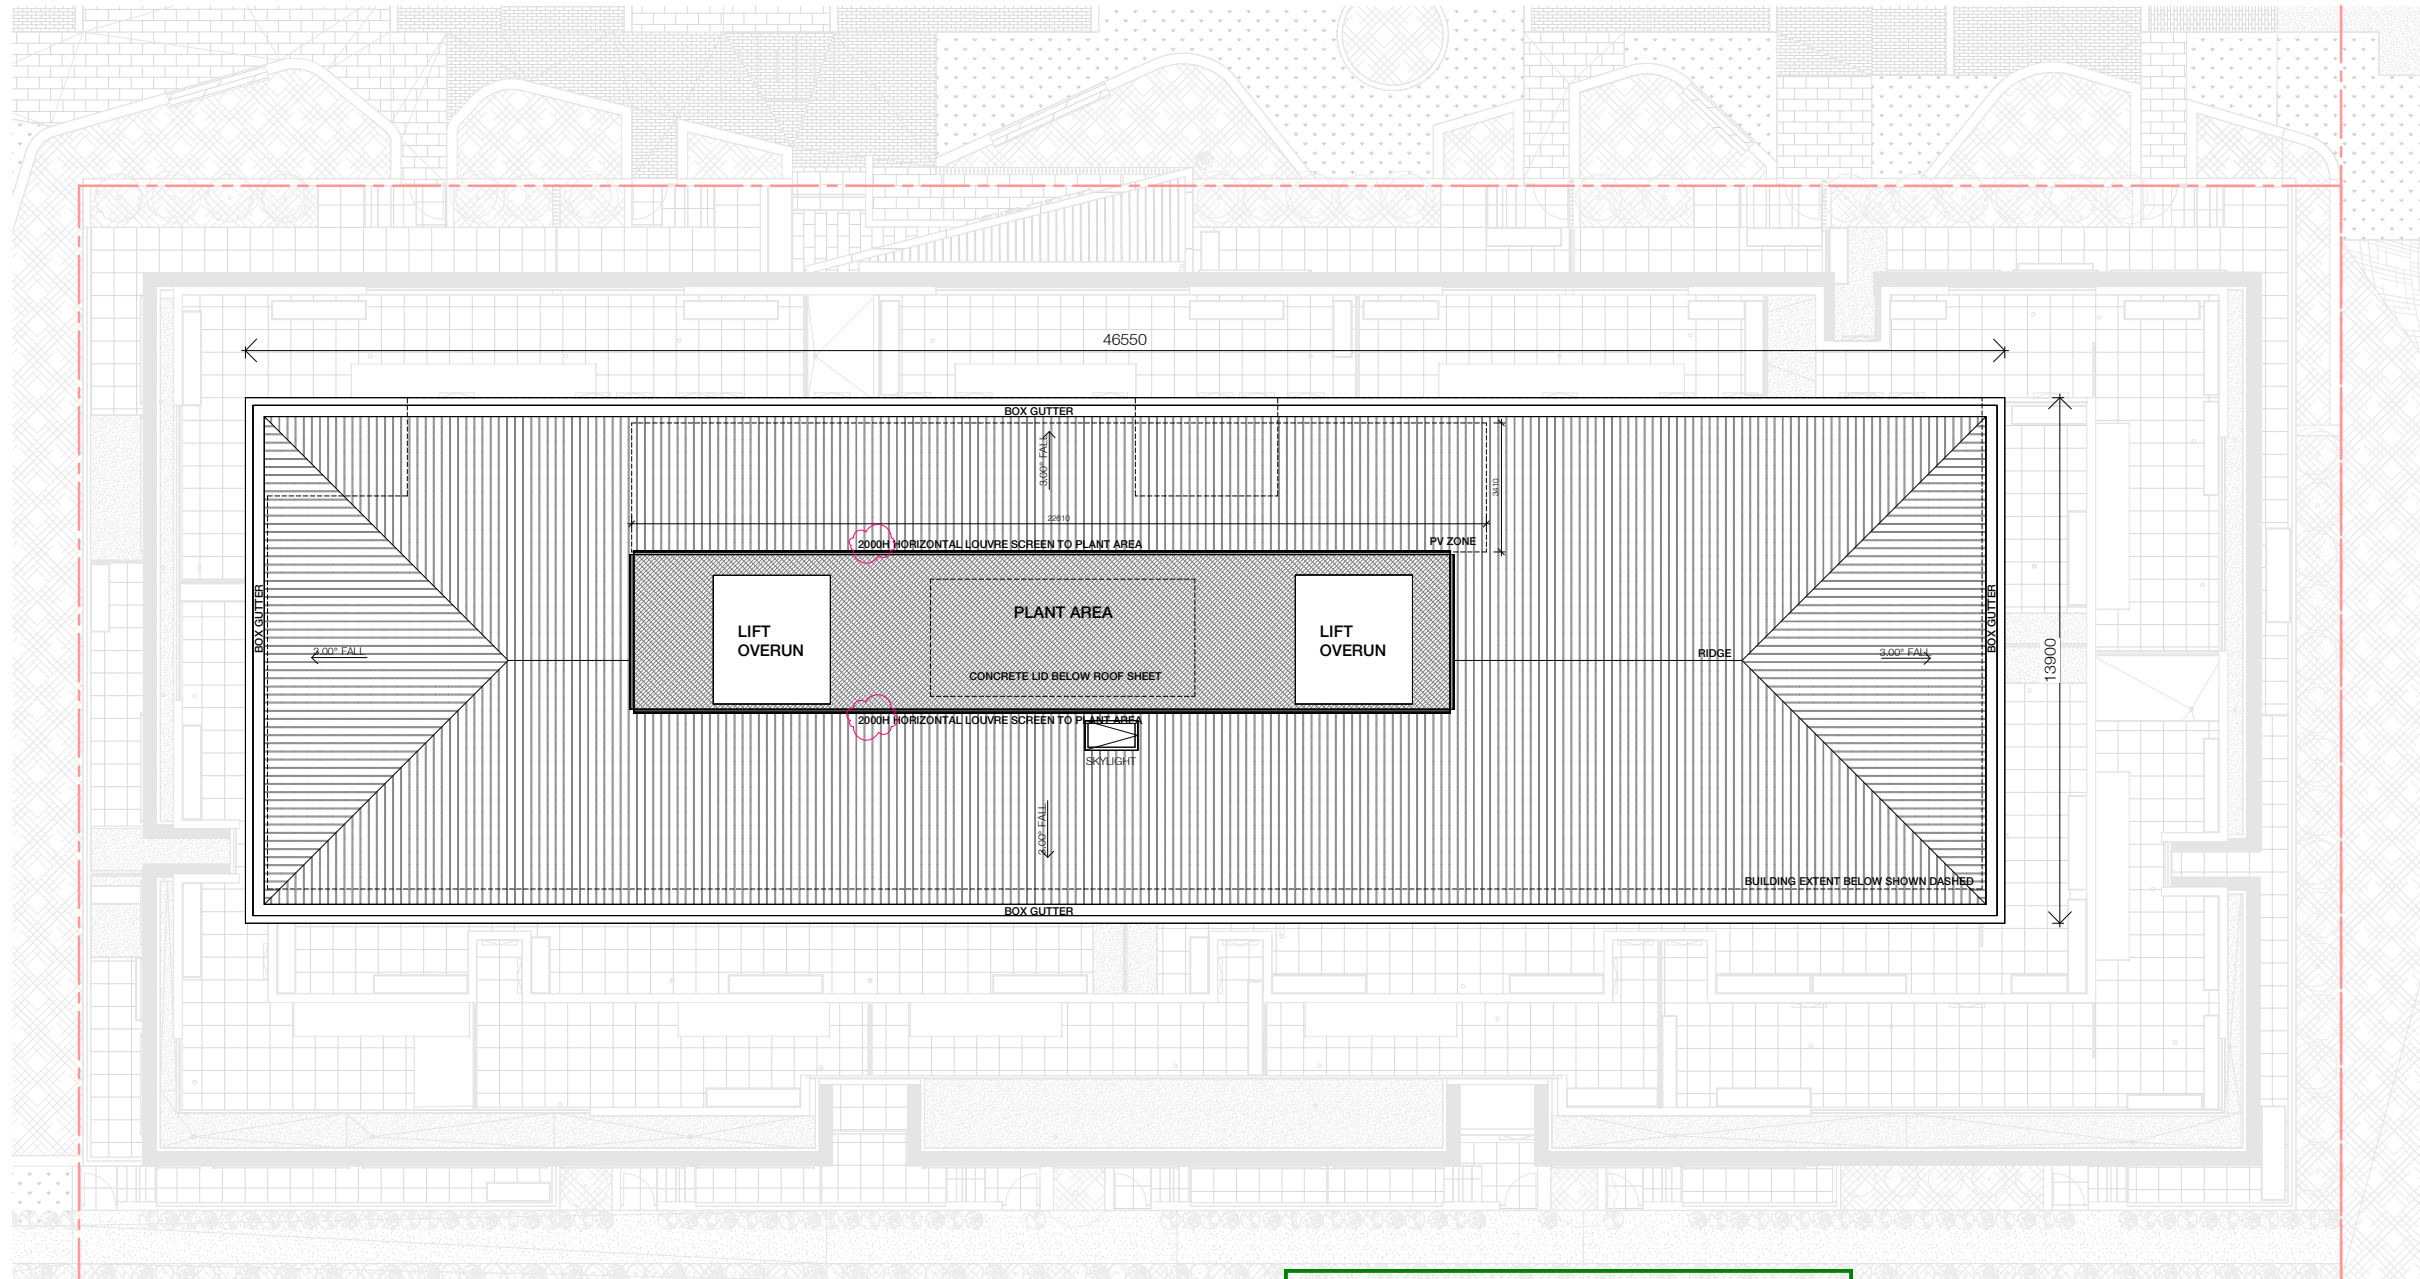 46550
BOX GUTTER
3.00° FALL
3410
22610
2000H HORIZONTAL LOUVRE SCREEN TO PLANT AREA
PV ZONE
PLANT AREA
LIFT
OVERUN
LIFT
OVERUN
CONCRETE LID BELOW ROOF SHEET
BOX GUTTER
3.00° FALL
RIDGE
3.00° FALL
BOX GUTTER
13900
2000H HORIZONTAL LOUVRE SCREEN TO PLANT AREA
SKYLIGHT
3.00° FALL
BUILDING EXTENT BELOW SHOWN DASHED
BOX GUTTER